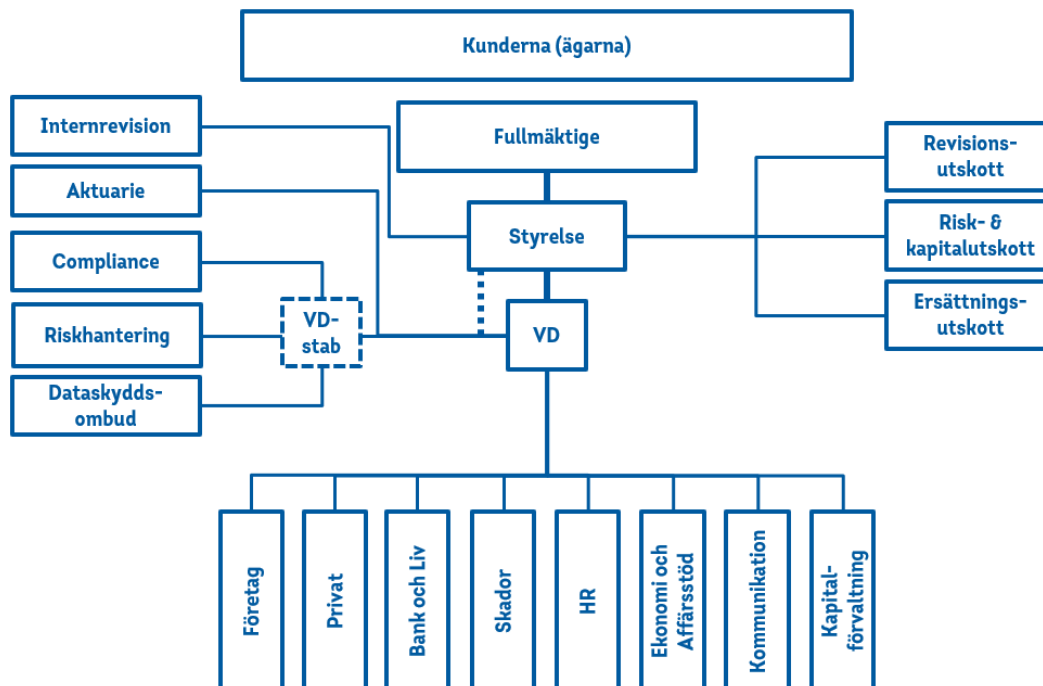 Kunderna (ägarna)
Internrevision
Fullmäktige
Revisions-
utskott
Aktuarie
Styrelse
Risk- &
kapitalutskott
Compliance
VD-
stab
VD
Ersättnings-
utskott
Riskhantering
Dataskydds-
ombud
Företag
Privat
Bank och Liv
Skador
HR
Ekonomi och
Affärsstöd
Kommunikation
Kapital-
förvaltning